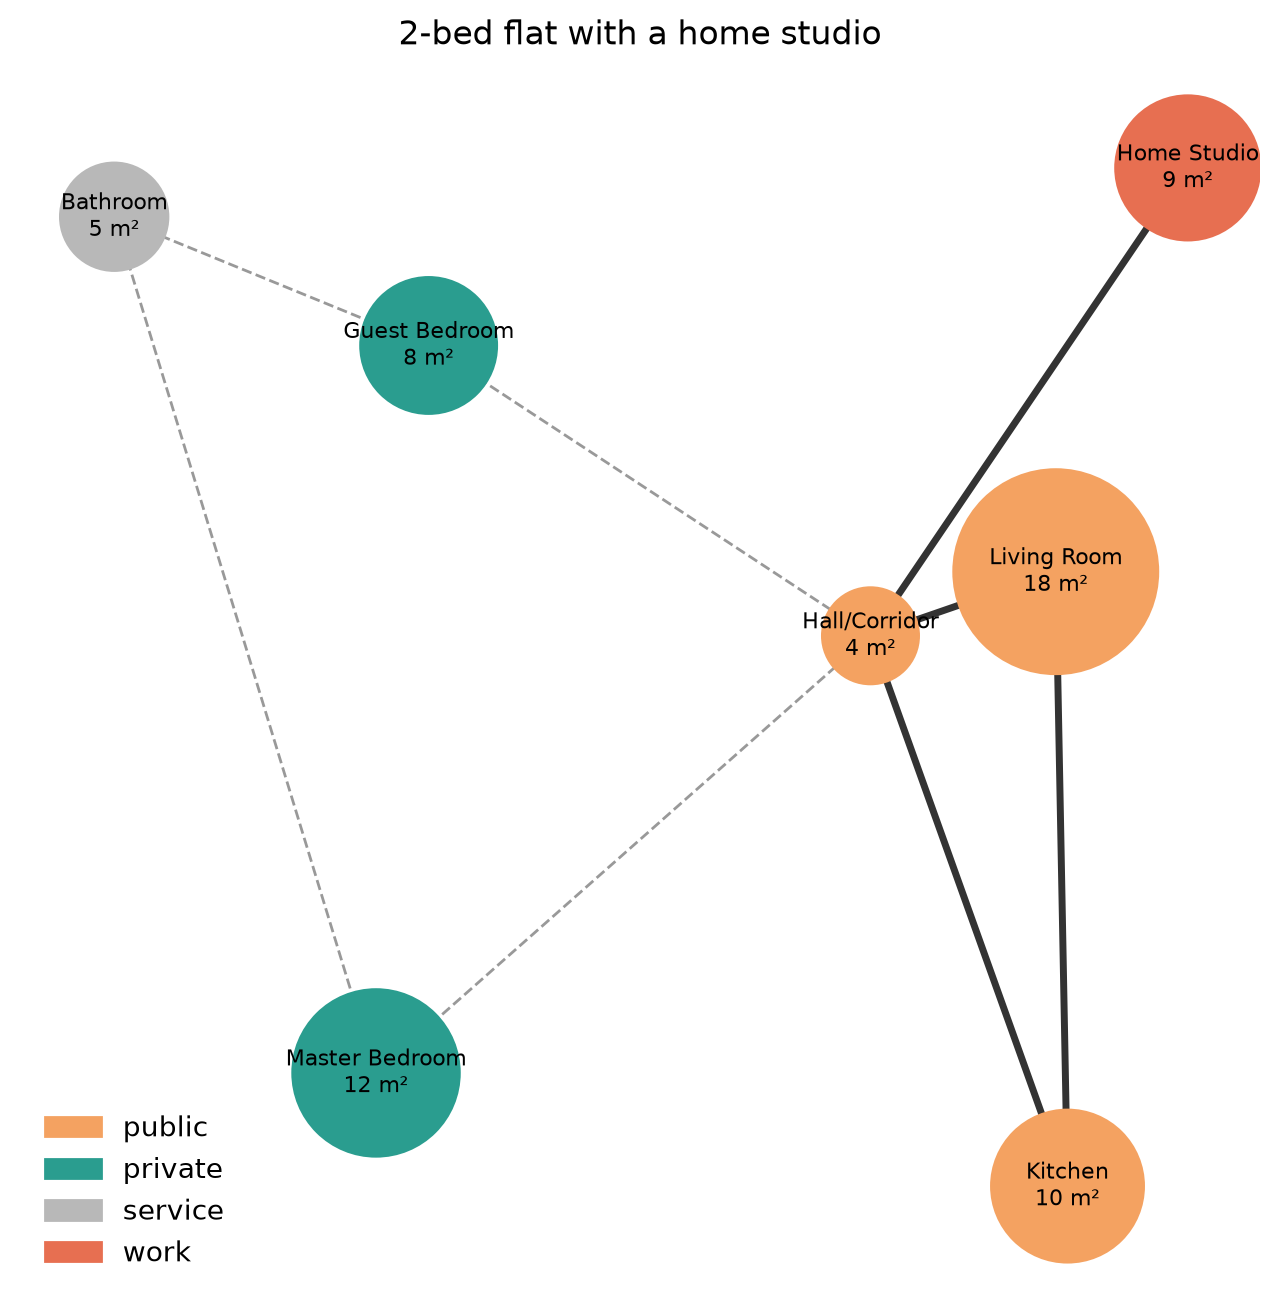 2-bed flat with a home studio
Home Studio
9 m²
Bathroom
5 m²
Guest Bedroom
8 m²
Living Room
18 m²
Hall/Corridor
4 m²
Master Bedroom
12 m²
Kitchen
10 m²
public
private
service
work